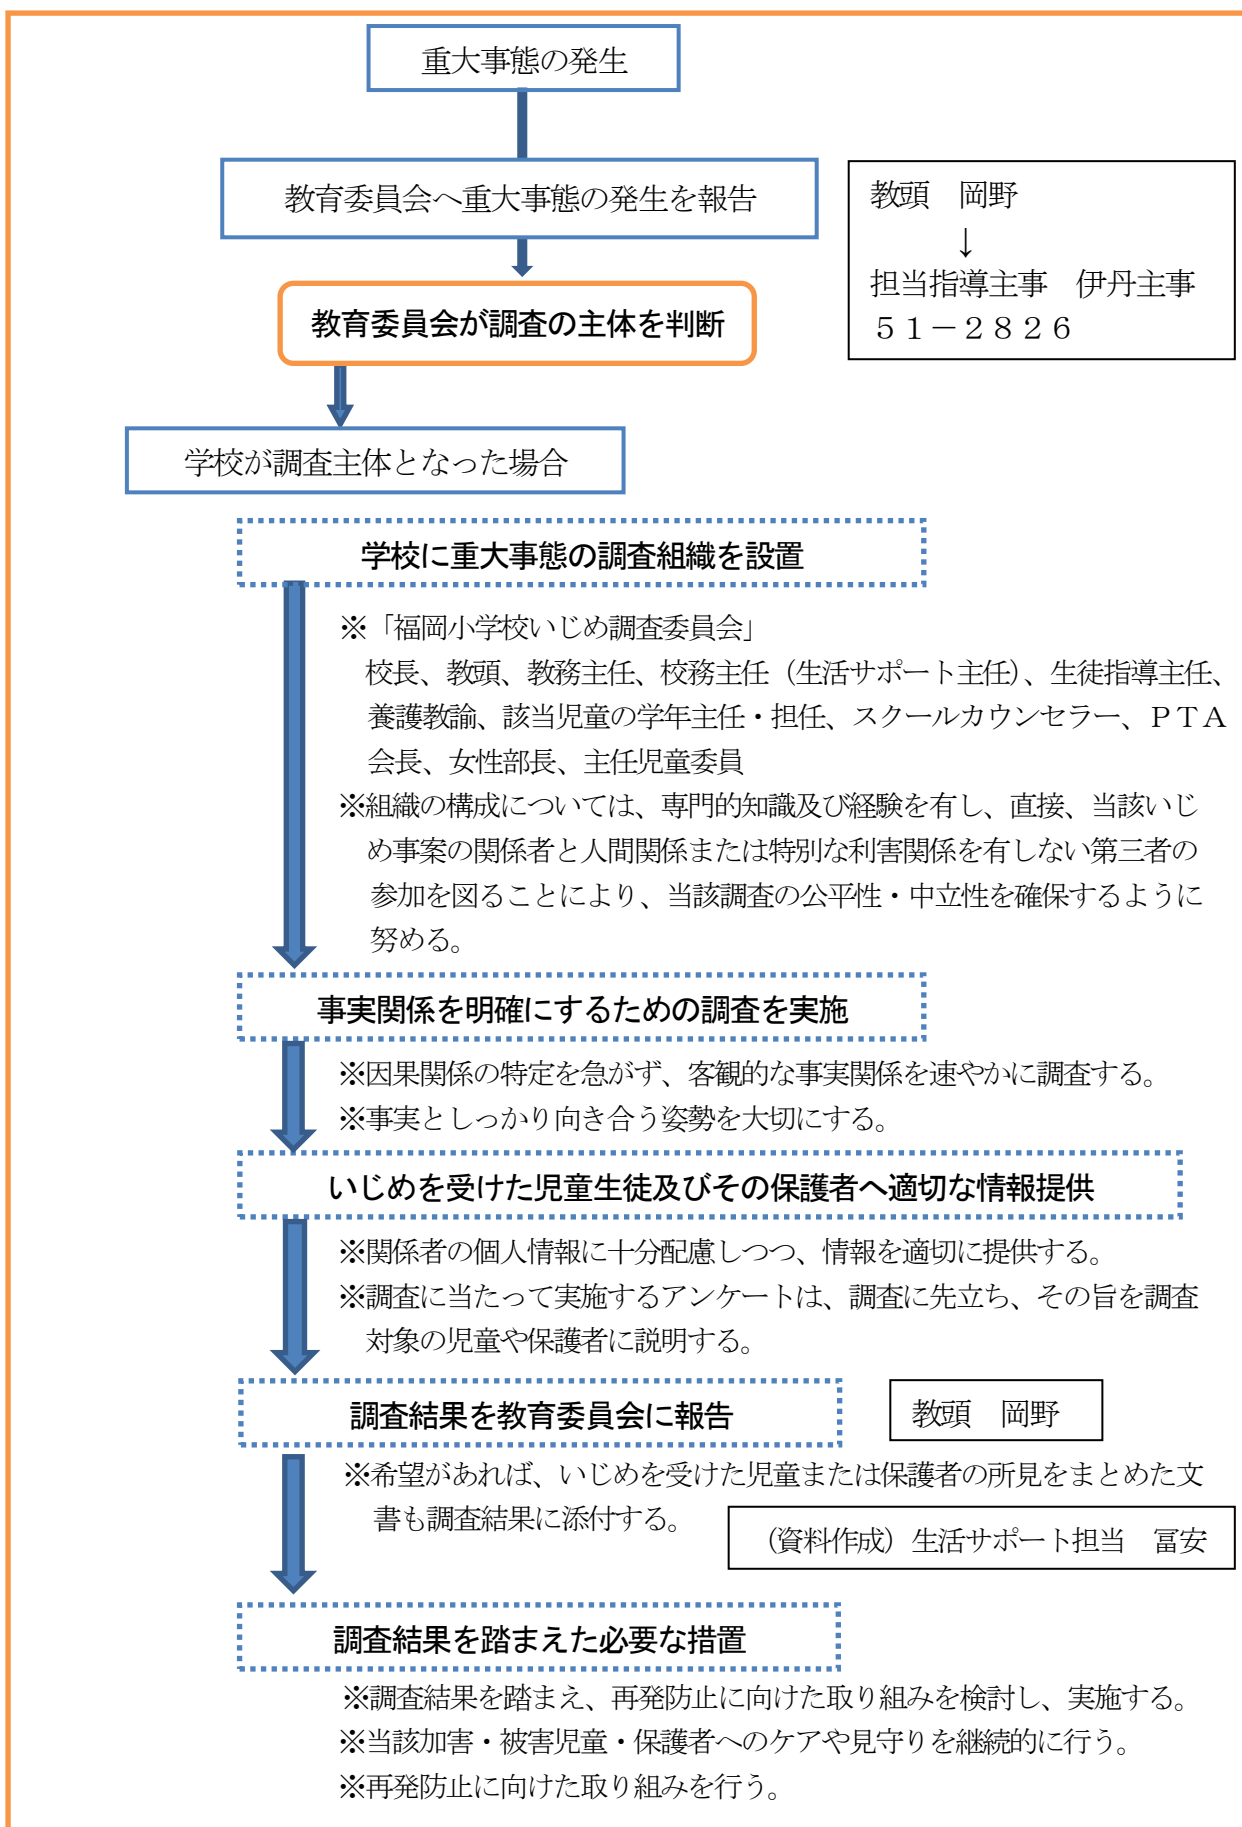 重大事態の発生
教育委員会へ重大事態の発生を報告
教頭　岡野
↓
担当指導主事　伊丹主事
５１－２８２６
教育委員会が調査の主体を判断
学校が調査主体となった場合
学校に重大事態の調査組織を設置
※「福岡小学校いじめ調査委員会」
校長、教頭、教務主任、校務主任（生活サポート主任）、生徒指導主任、
養護教諭、該当児童の学年主任・担任、スクールカウンセラー、ＰＴＡ
会長、女性部長、主任児童委員
※組織の構成については、専門的知識及び経験を有し、直接、当該いじ
め事案の関係者と人間関係または特別な利害関係を有しない第三者の
参加を図ることにより、当該調査の公平性・中立性を確保するように
努める。
事実関係を明確にするための調査を実施
※因果関係の特定を急がず、客観的な事実関係を速やかに調査する。
※事実としっかり向き合う姿勢を大切にする。
いじめを受けた児童生徒及びその保護者へ適切な情報提供
※関係者の個人情報に十分配慮しつつ、情報を適切に提供する。
※調査に当たって実施するアンケートは、調査に先立ち、その旨を調査
対象の児童や保護者に説明する。
調査結果を教育委員会に報告
教頭　岡野
※希望があれば、いじめを受けた児童または保護者の所見をまとめた文
書も調査結果に添付する。
（資料作成）生活サポート担当　冨安
調査結果を踏まえた必要な措置
※調査結果を踏まえ、再発防止に向けた取り組みを検討し、実施する。
※当該加害・被害児童・保護者へのケアや見守りを継続的に行う。
※再発防止に向けた取り組みを行う。